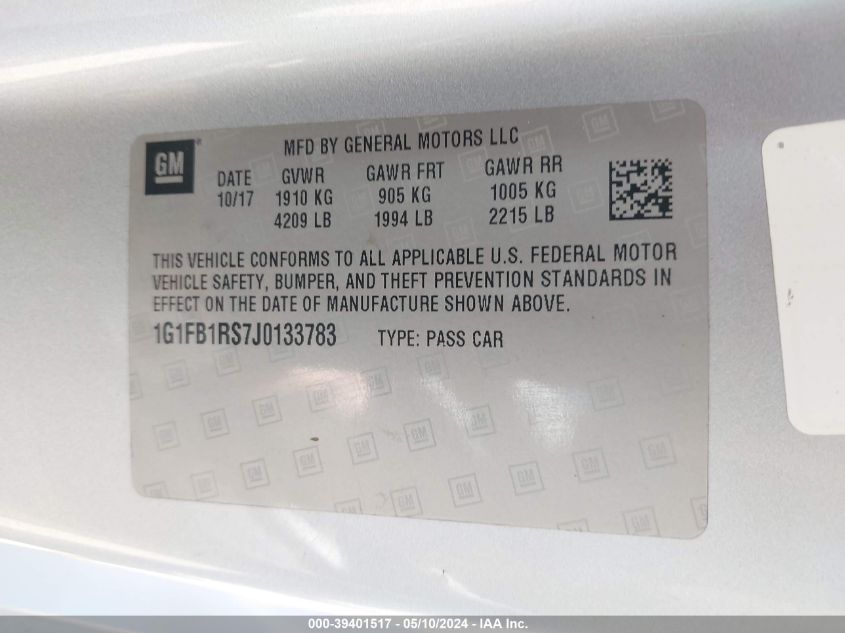 GM
MFD BY GENERAL MOTORS LLC
DATE GVWR GAWR FRT GAWR RR
10/17 1910 KG 905 KG 1005 KG
4209 LB 1994 LB 2215 LB
THIS VEHICLE CONFORMS TO ALL APPLICABLE U.S. FEDERAL MOTOR
VEHICLE SAFETY, BUMPER, AND THEFT PREVENTION STANDARDS IN
EFFECT ON THE DATE OF MANUFACTURE SHOWN ABOVE.
1G1FB1RS7J0133783 TYPE: PASS CAR
000-39401517 - 05/10/2024 - IAA Inc.